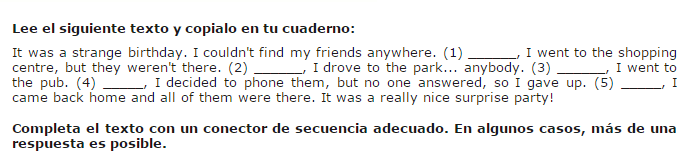 Lee el siguiente texto y copialo en tu cuaderno:
It was a strange birthday. I couldn't find my friends anywhere. (1) ______, I went to the shopping
centre, but they weren't there. (2) ______, I drove to the park... anybody. (3) ______, I went to
the pub. (4) _____, I decided to phone them, but no one answered, so I gave up. (5) _____, I
came back home and all of them were there. It was a really nice surprise party!
Completa el texto con un conector de secuencia adecuado. En algunos casos, más de una
respuesta es posible.